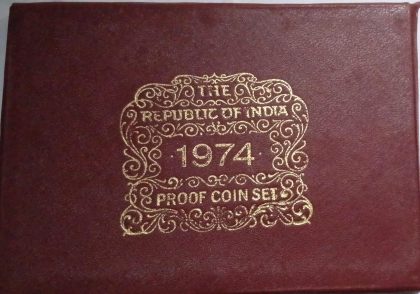 THE
REPUBLIC OF INDIA
·1974·
PROOF COIN SET